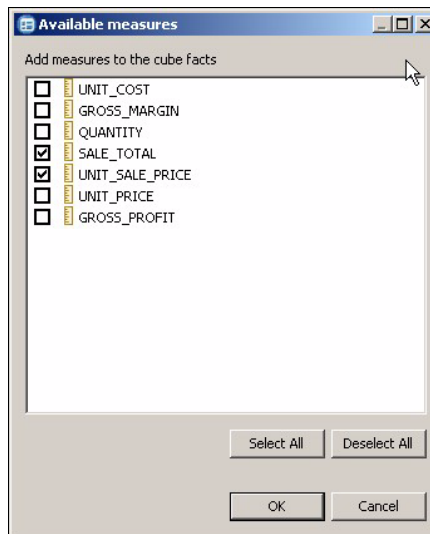 Available measures
Add measures to the cube facts
UNIT_COST
GROSS_MARGIN
QUANTITY
SALE_TOTAL
UNIT_SALE_PRICE
UNIT_PRICE
GROSS_PROFIT
Select All Deselect All
OK Cancel